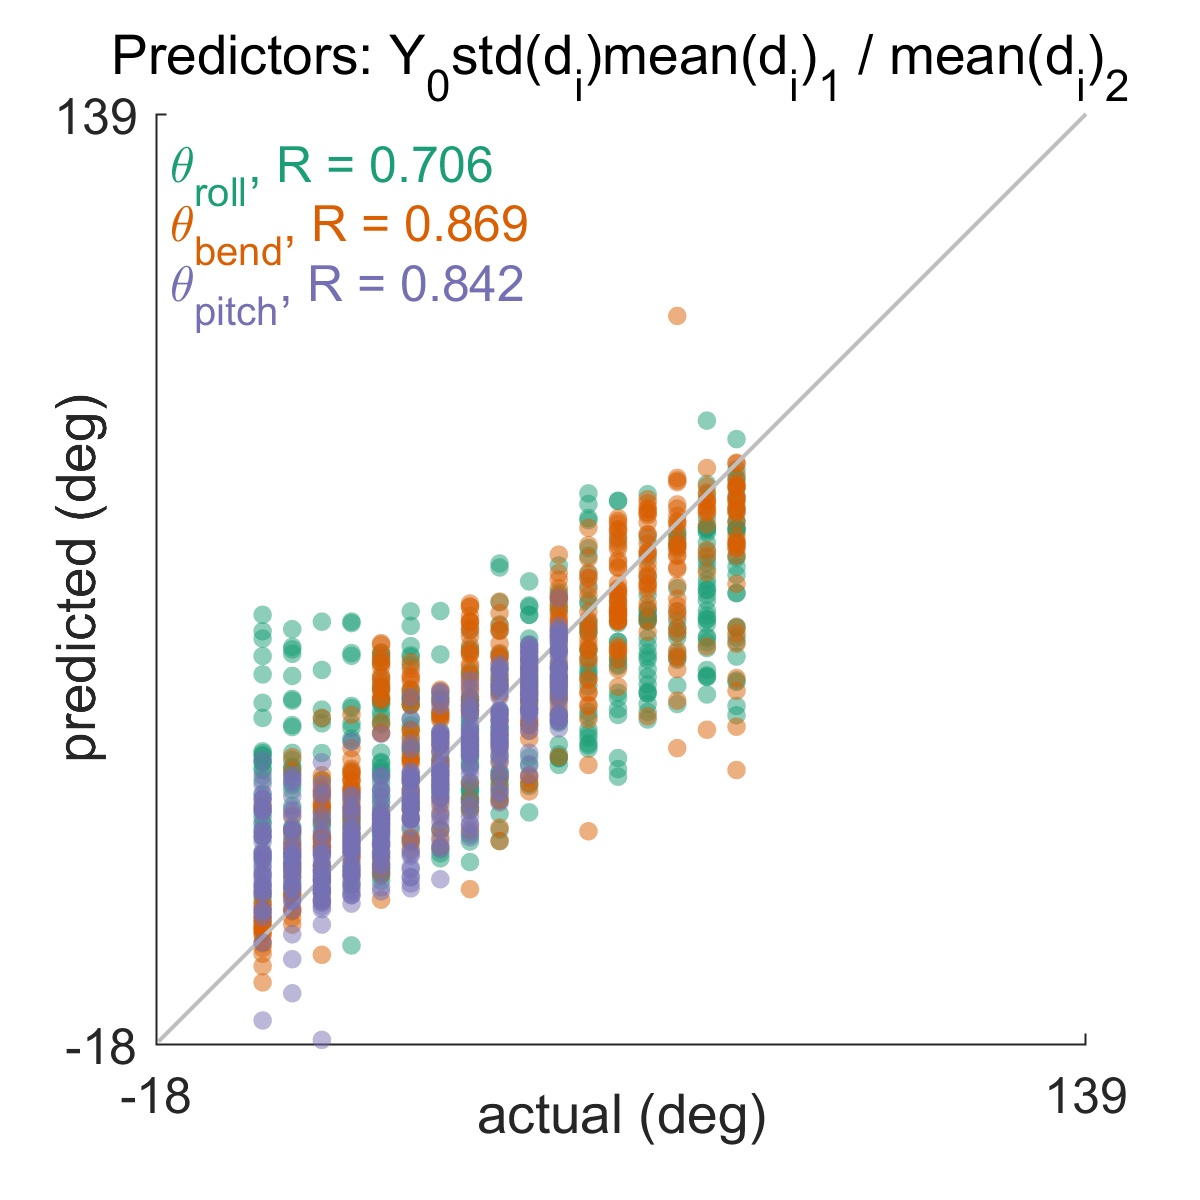 Predictors: Y0std(di)mean(di)1 / mean(di)2
139
θroll, R = 0.706
θbend, R = 0.869
θpitch, R = 0.842
predicted (deg)
-18
-18
139
actual (deg)